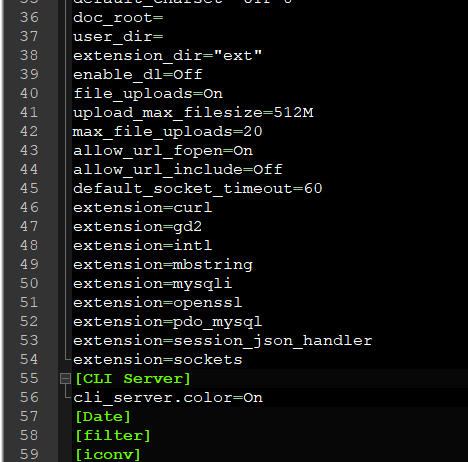 36 doc_root=
37 user_dir=
38 extension_dir="ext"
39 enable_dl=Off
40 file_uploads=On
41 upload_max_filesize=512M
42 max_file_uploads=20
43 allow_url_fopen=On
44 allow_url_include=Off
45 default_socket_timeout=60
46 extension=curl
47 extension=gd2
48 extension=intl
49 extension=mbstring
50 extension=mysqli
51 extension=openssl
52 extension=pdo_mysql
53 extension=session_json_handler
54 extension=sockets
55 [CLI Server]
56 cli_server.color=On
57 [Date]
58 [filter]
59 [iconv]